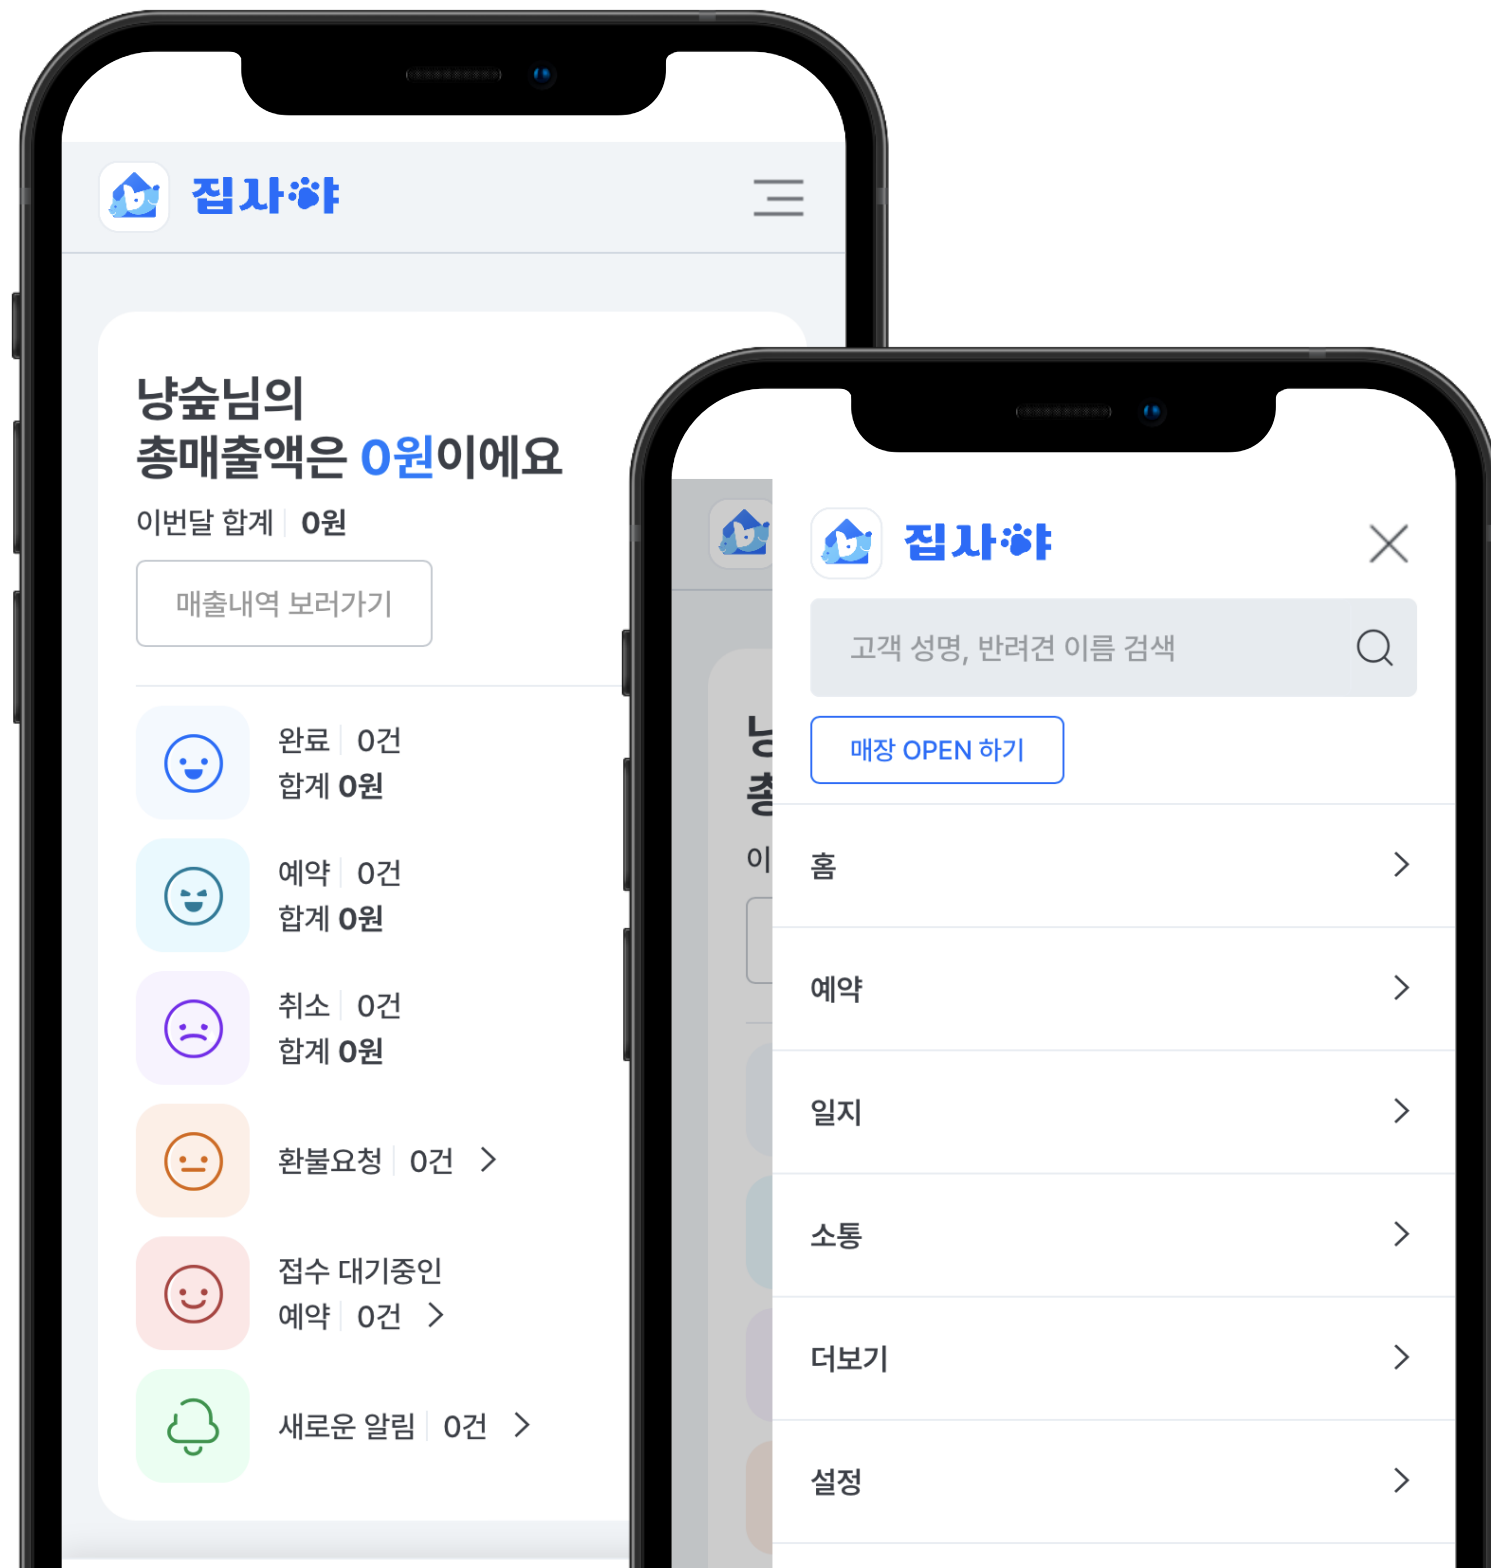 집사야
냥숲님의
총매출액은 0원이에요
이번달 합계 0원
매출내역 보러가기
완료 0건
합계 0원
예약 0건
합계 0원
취소 0건
합계 0원
환불요청 0건
접수 대기중인
예약 0건
새로운 알림 0건
집사야
고객 성명, 반려견 이름 검색
매장 OPEN 하기
홈
예약
일지
소통
더보기
설정
이